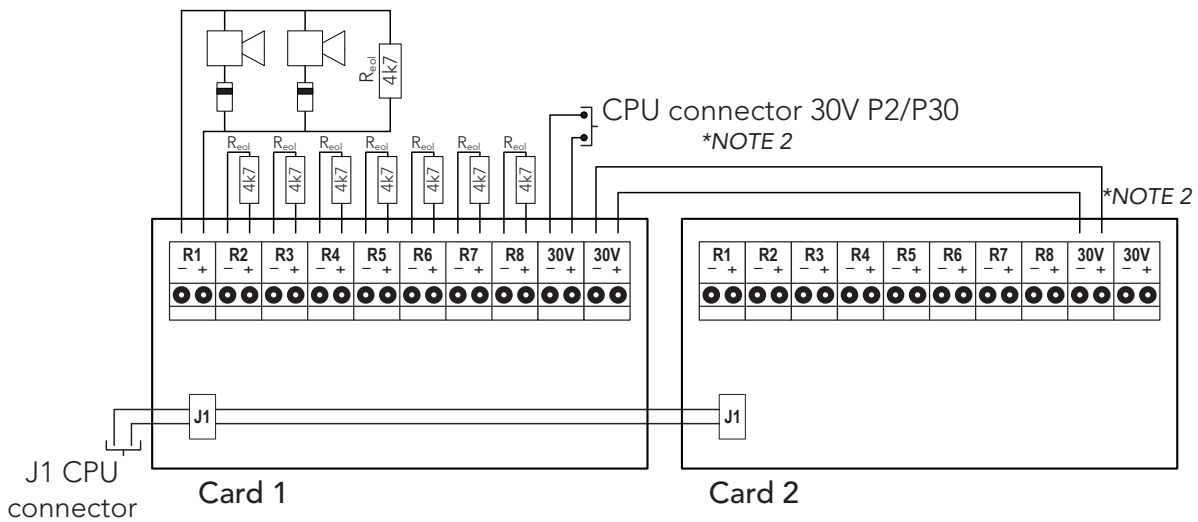 Reol
4k7
CPU connector 30V P2/P30
*NOTE 2
Reol Reol Reol Reol Reol Reol Reol
4k7 4k7 4k7 4k7 4k7 4k7 4k7
*NOTE 2
R1 R2 R3 R4 R5 R6 R7 R8 30V 30V
− + − + − + − + − + − + − + − + − + − +
R1 R2 R3 R4 R5 R6 R7 R8 30V 30V
− + − + − + − + − + − + − + − + − + − +
J1
J1
J1 CPU
connector
Card 1
Card 2